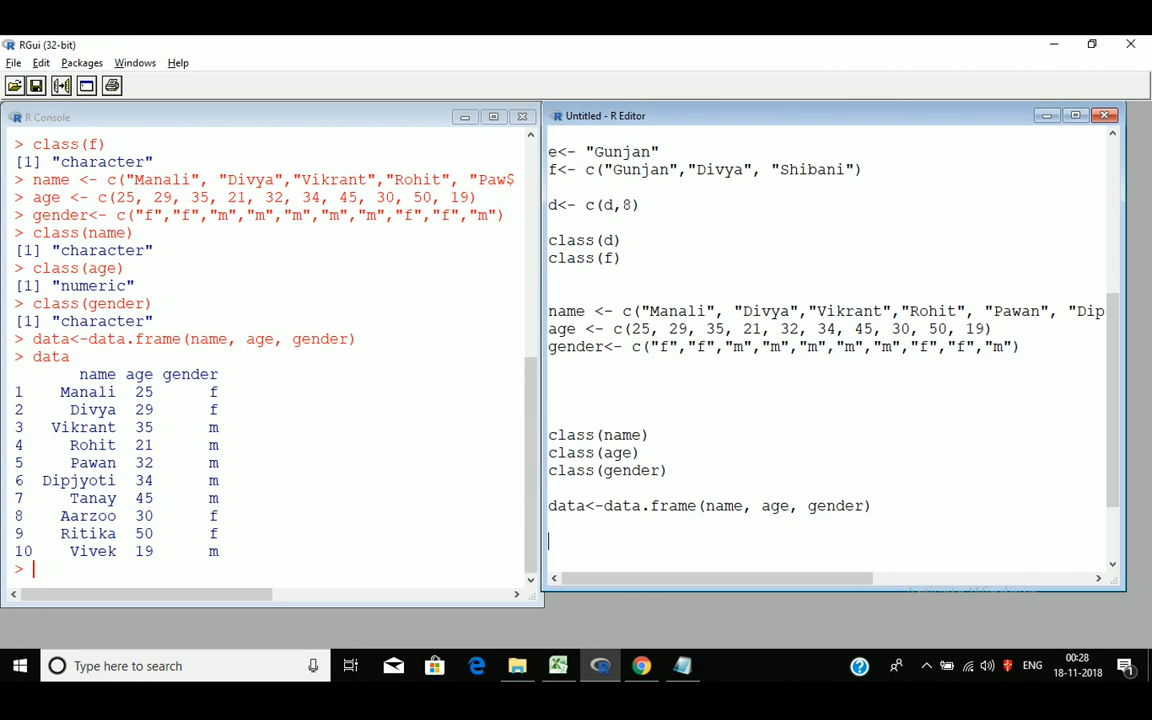 RGui (32-bit)
File Edit Packages Windows Help
R Console
> class(f)
[1] "character"
> name <- c("Manali", "Divya","Vikrant","Rohit", "Paw$
> age <- c(25, 29, 35, 21, 32, 34, 45, 30, 50, 19)
> gender<- c("f","f","m","m","m","m","m","f","f","m")
> class(name)
[1] "character"
> class(age)
[1] "numeric"
> class(gender)
[1] "character"
> data<-data.frame(name, age, gender)
> data
name age gender
1 Manali 25 f
2 Divya 29 f
3 Vikrant 35 m
4 Rohit 21 m
5 Pawan 32 m
6 Dipjyoti 34 m
7 Tanay 45 m
8 Aarzoo 30 f
9 Ritika 50 f
10 Vivek 19 m
>
Untitled - R Editor
e<- "Gunjan"
f<- c("Gunjan","Divya", "Shibani")
d<- c(d,8)
class(d)
class(f)
name <- c("Manali", "Divya","Vikrant","Rohit", "Pawan", "Dip
age <- c(25, 29, 35, 21, 32, 34, 45, 30, 50, 19)
gender<- c("f","f","m","m","m","m","m","f","f","m")
class(name)
class(age)
class(gender)
data<-data.frame(name, age, gender)
Type here to search
ENG
00:28
18-11-2018